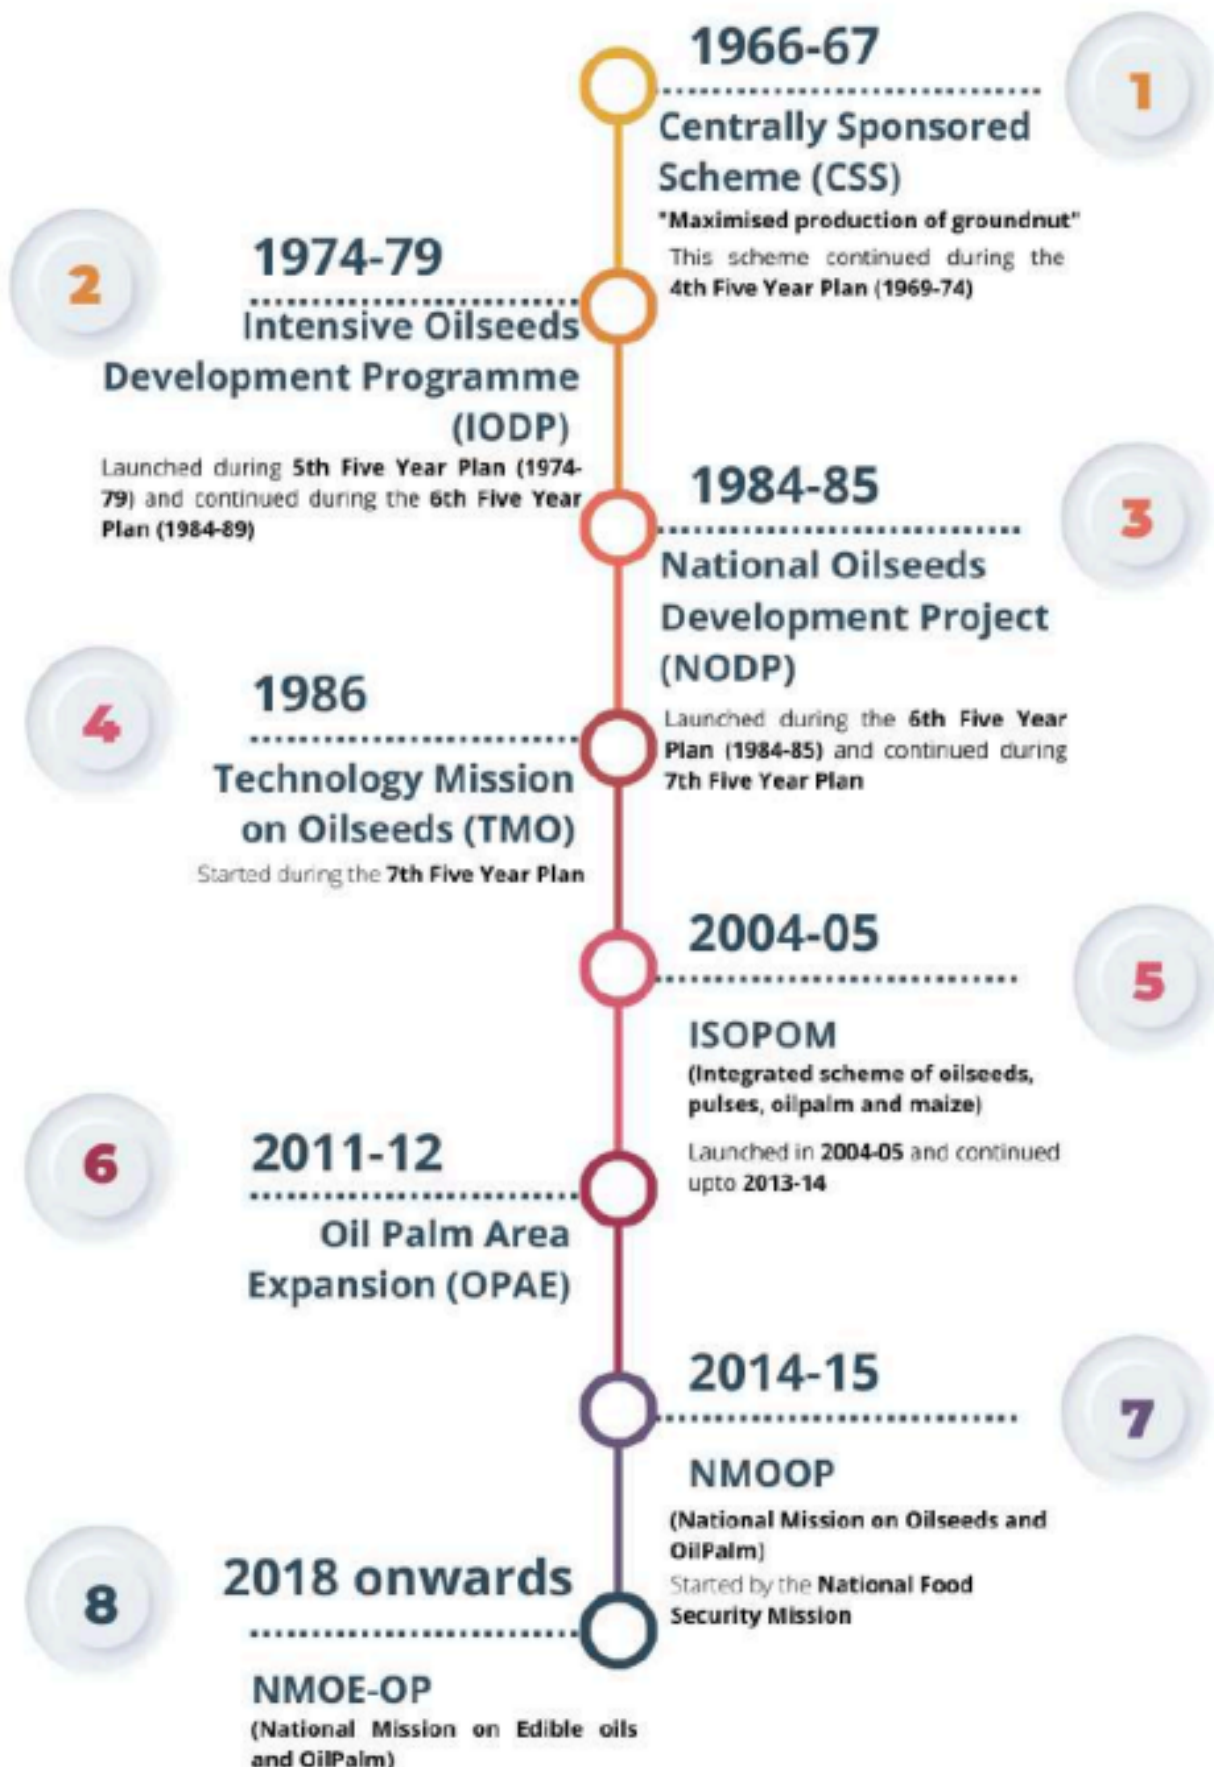 1966-67
1
Centrally Sponsored
Scheme (CSS)
"Maximised production of groundnut"
This scheme continued during the
4th Five Year Plan (1969-74)
2
1974-79
Intensive Oilseeds
Development Programme
(IODP)
Launched during 5th Five Year Plan (1974-
79) and continued during the 6th Five Year
Plan (1984-89)
1984-85
3
National Oilseeds
Development Project
(NODP)
Launched during the 6th Five Year
Plan (1984-85) and continued during
7th Five Year Plan
4
1986
Technology Mission
on Oilseeds (TMO)
Started during the 7th Five Year Plan
2004-05
5
ISOPOM
(Integrated scheme of oilseeds,
pulses, oilpalm and maize)
Launched in 2004-05 and continued
upto 2013-14
6
2011-12
Oil Palm Area
Expansion (OPAE)
2014-15
7
NMOOP
(National Mission on Oilseeds and
OilPalm)
Started by the National Food
Security Mission
8
2018 onwards
NMOE-OP
(National Mission on Edible oils
and OilPalm)